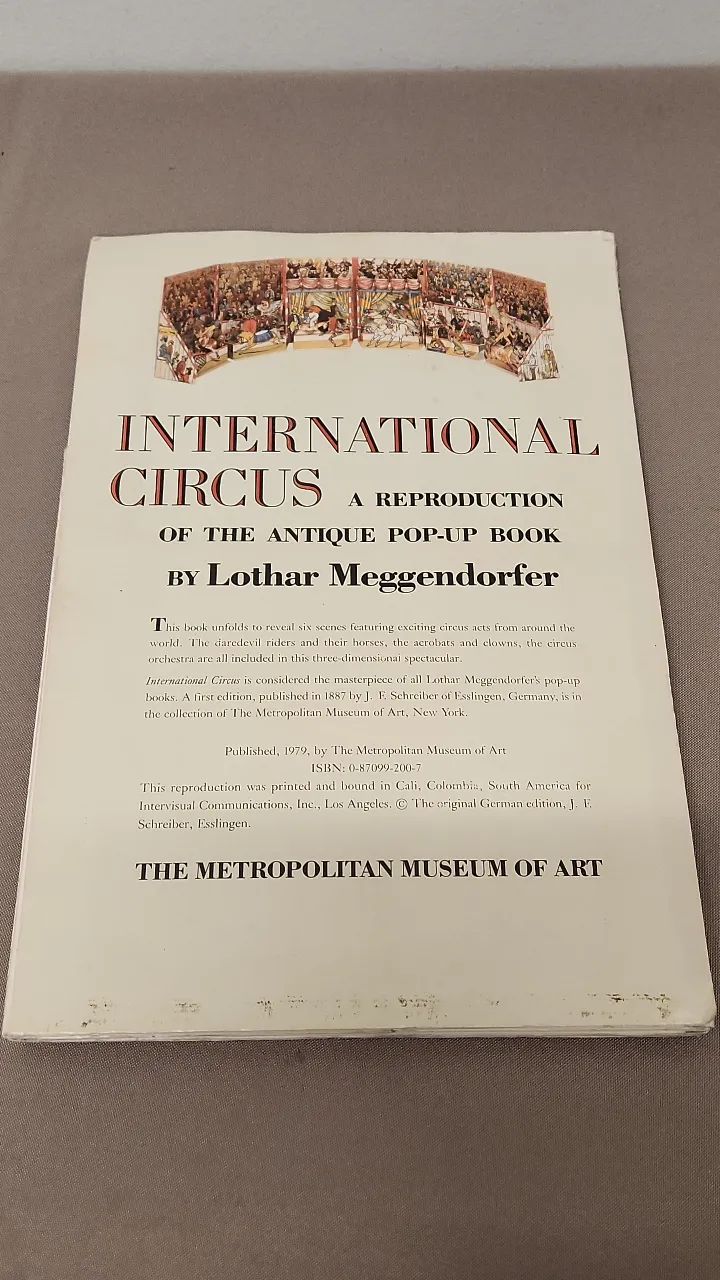 INTERNATIONAL
CIRCUS A REPRODUCTION
OF THE ANTIQUE POP-UP BOOK
BY Lothar Meggendorfer
This book unfolds to reveal six scenes featuring exciting circus acts from around the
world. The daredevil riders and their horses, the acrobats and clowns, the circus
orchestra are all included in this three-dimensional spectacular.
International Circus is considered the masterpiece of all Lothar Meggendorfer's pop-up
books. A first edition, published in 1887 by J. F. Schreiber of Esslingen, Germany, is in
the collection of The Metropolitan Museum of Art, New York.
Published, 1979, by The Metropolitan Museum of Art
ISBN: 0-87099-200-7
This reproduction was printed and bound in Cali, Colombia, South America for
Intervisual Communications, Inc., Los Angeles. © The original German edition, J. F.
Schreiber, Esslingen.
THE METROPOLITAN MUSEUM OF ART